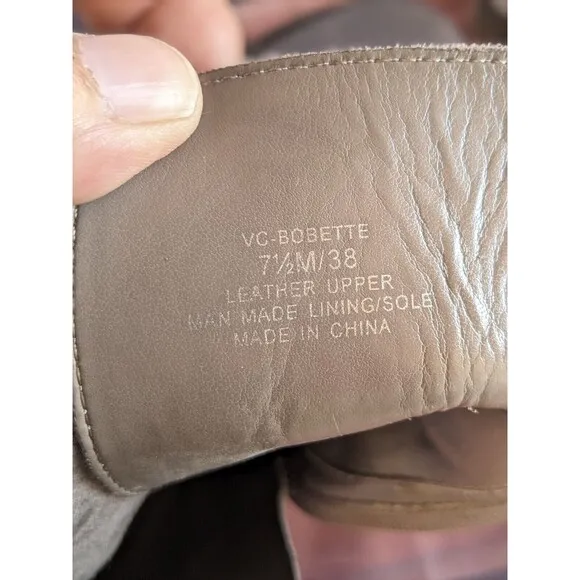 VC-BOBETTE
7½M/38
LEATHER UPPER
MAN MADE LINING/SOLE
MADE IN CHINA